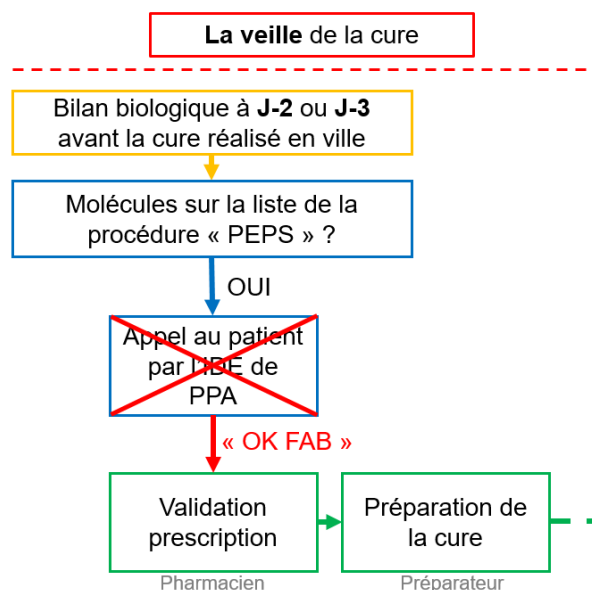 La veille de la cure
Bilan biologique à J-2 ou J-3
avant la cure réalisé en ville
Molécules sur la liste de la
procédure « PEPS » ?
OUI
Appel au patient
par l'IDE de
PPA
« OK FAB »
Validation
prescription
Préparation de
la cure
Pharmacien
Préparateur